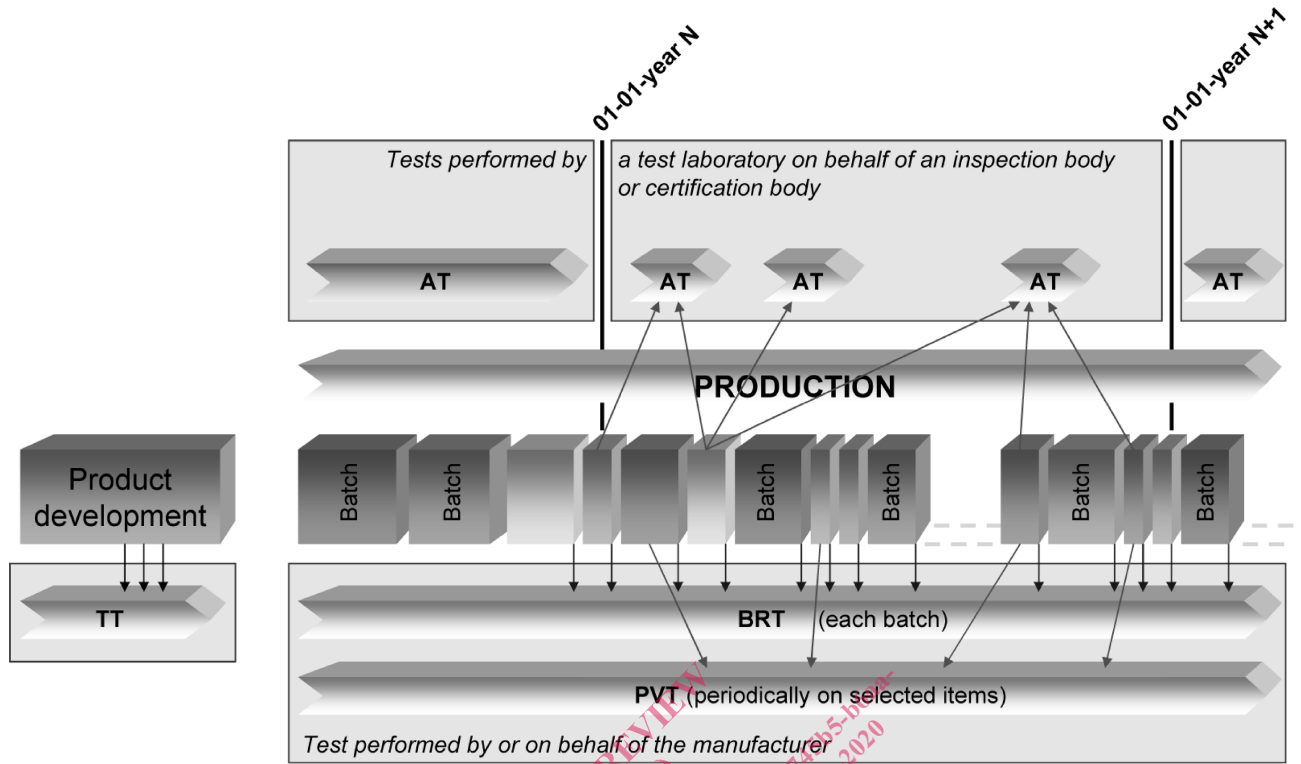 01-01-year N
01-01-year N+1
Tests performed by
a test laboratory on behalf of an inspection body
or certification body
AT
AT
AT
AT
AT
PRODUCTION
Product
development
Batch
Batch
Batch
Batch
Batch
Batch
TT
BRT (each batch)
PVT (periodically on selected items)
Test performed by or on behalf of the manufacturer
2020